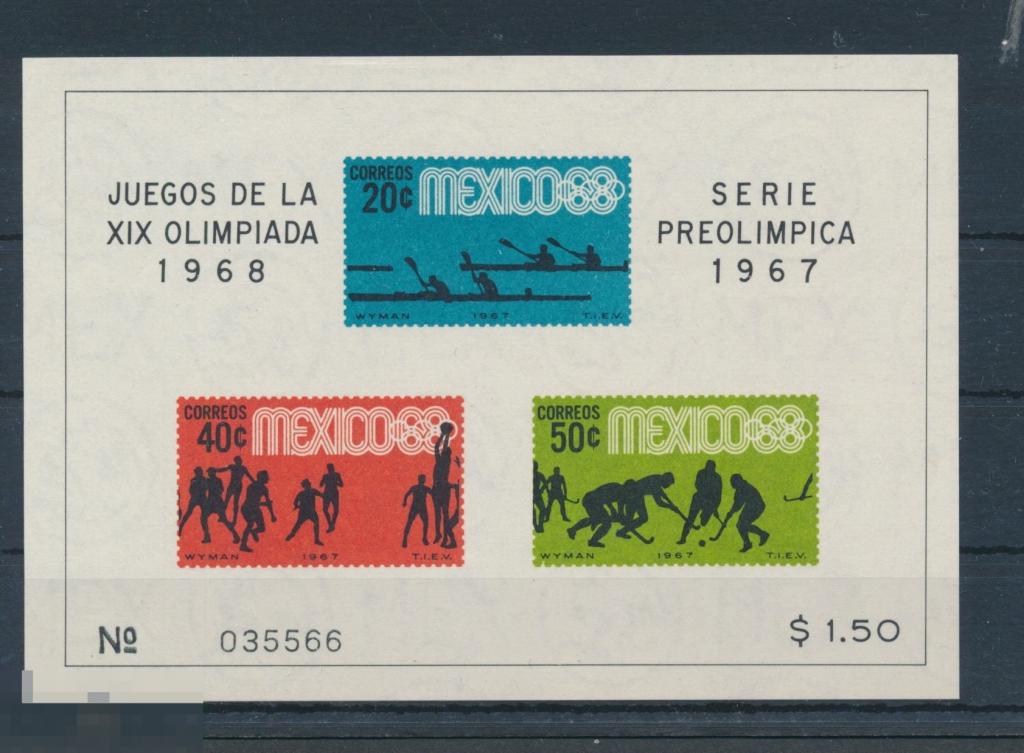 JUEGOS DE LA
XIX OLIMPIADA
1968
CORREOS
20¢
MEXICO68
WYMAN 1967 T.I.E.V.
SERIE
PREOLIMPICA
1967
CORREOS
40¢
MEXICO68
WYMAN 1967 T.I.E.V.
CORREOS
50¢
MEXICO68
WYMAN 1967 T.I.E.V.
Nº 035566
$ 1.50